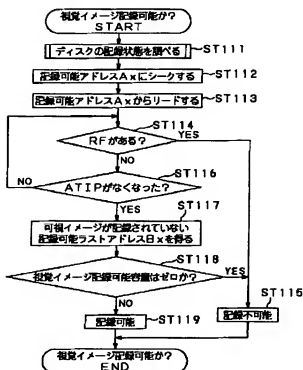 視覚イメージ記録可能か?
START
ディスクの記録状態を調べる
ST111
記録可能アドレスAxにシークする
ST112
記録可能アドレスAxからリードする
ST113
ST114
RFがある?
YES
NO
ST116
ATIPがなくなった?
NO
YES
ST117
可視イメージが記録されていない
記録可能ラストアドレスBxを得る
ST118
視覚イメージ記録可能容量はゼロか?
YES
NO
ST115
記録可能
ST119
記録不可能
視覚イメージ記録可能か?
END